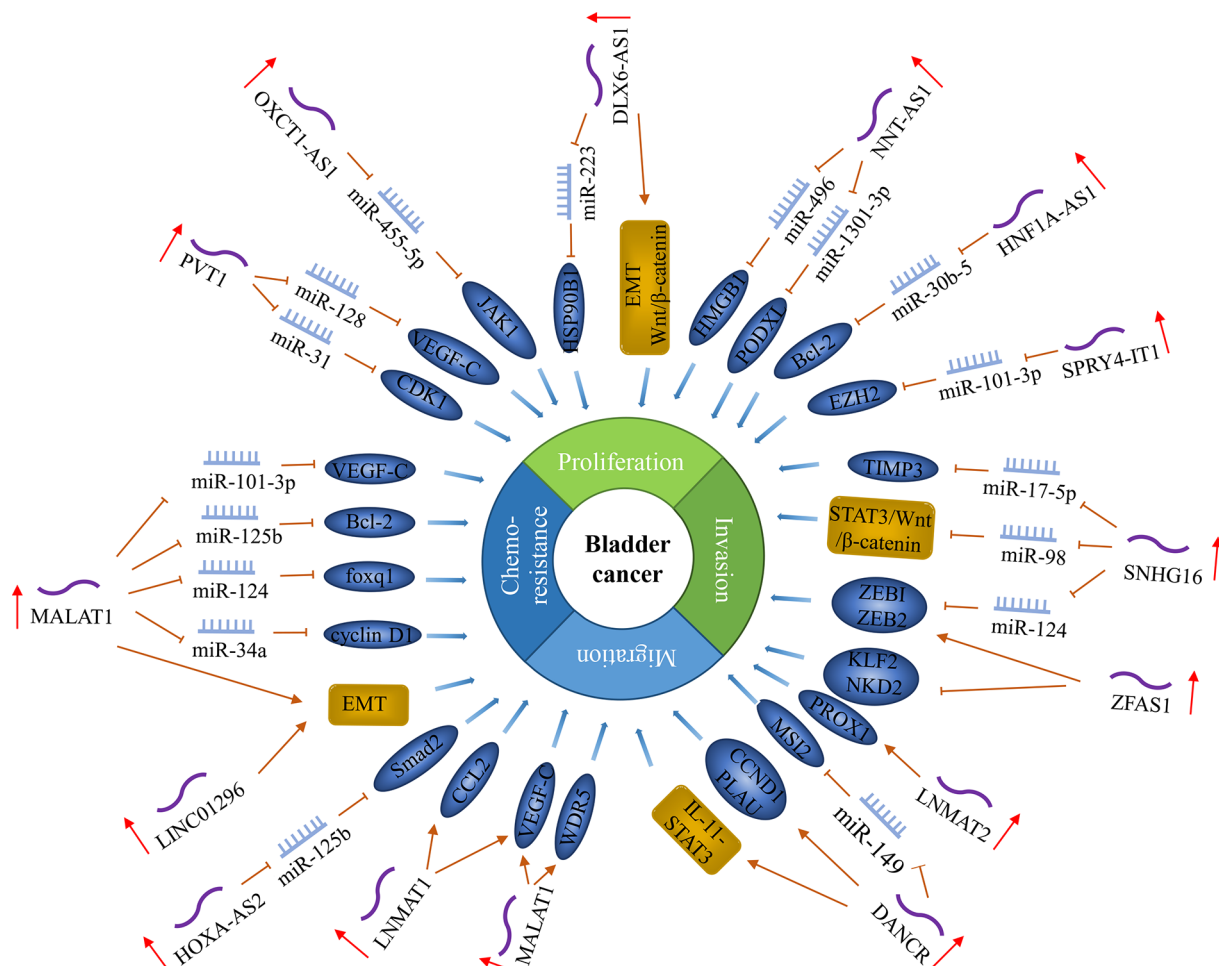 DLX6-AS1
miR-223
HSP90B1
EMT
Wnt/β-catenin
NNT-AS1
miR-496
miR-1301-3p
HMGB1
PODXI
HNF1A-AS1
miR-30b-5
Bcl-2
SPRY4-IT1
miR-101-3p
EZH2
OXCT1-AS1
miR-455-5p
JAK1
PVT1
miR-128
miR-31
VEGF-C
CDK1
Proliferation
Invasion
Migration
Chemo-
resistance
Bladder
cancer
TIMP3
miR-17-5p
STAT3/Wnt
/β-catenin
miR-98
SNHG16
ZEBI
ZEB2
miR-124
KLF2
NKD2
ZFAS1
PROX1
LNMAT2
MSI2
miR-149
CCND1
PLAU
IL-11-
STAT3
DANCR
MALAT1
miR-101-3p
VEGF-C
miR-125b
Bcl-2
miR-124
foxq1
miR-34a
cyclin D1
EMT
LINC01296
Smad2
miR-125b
HOXA-AS2
CCL2
LNMAT1
VEGF-C
WDR5
MALAT1